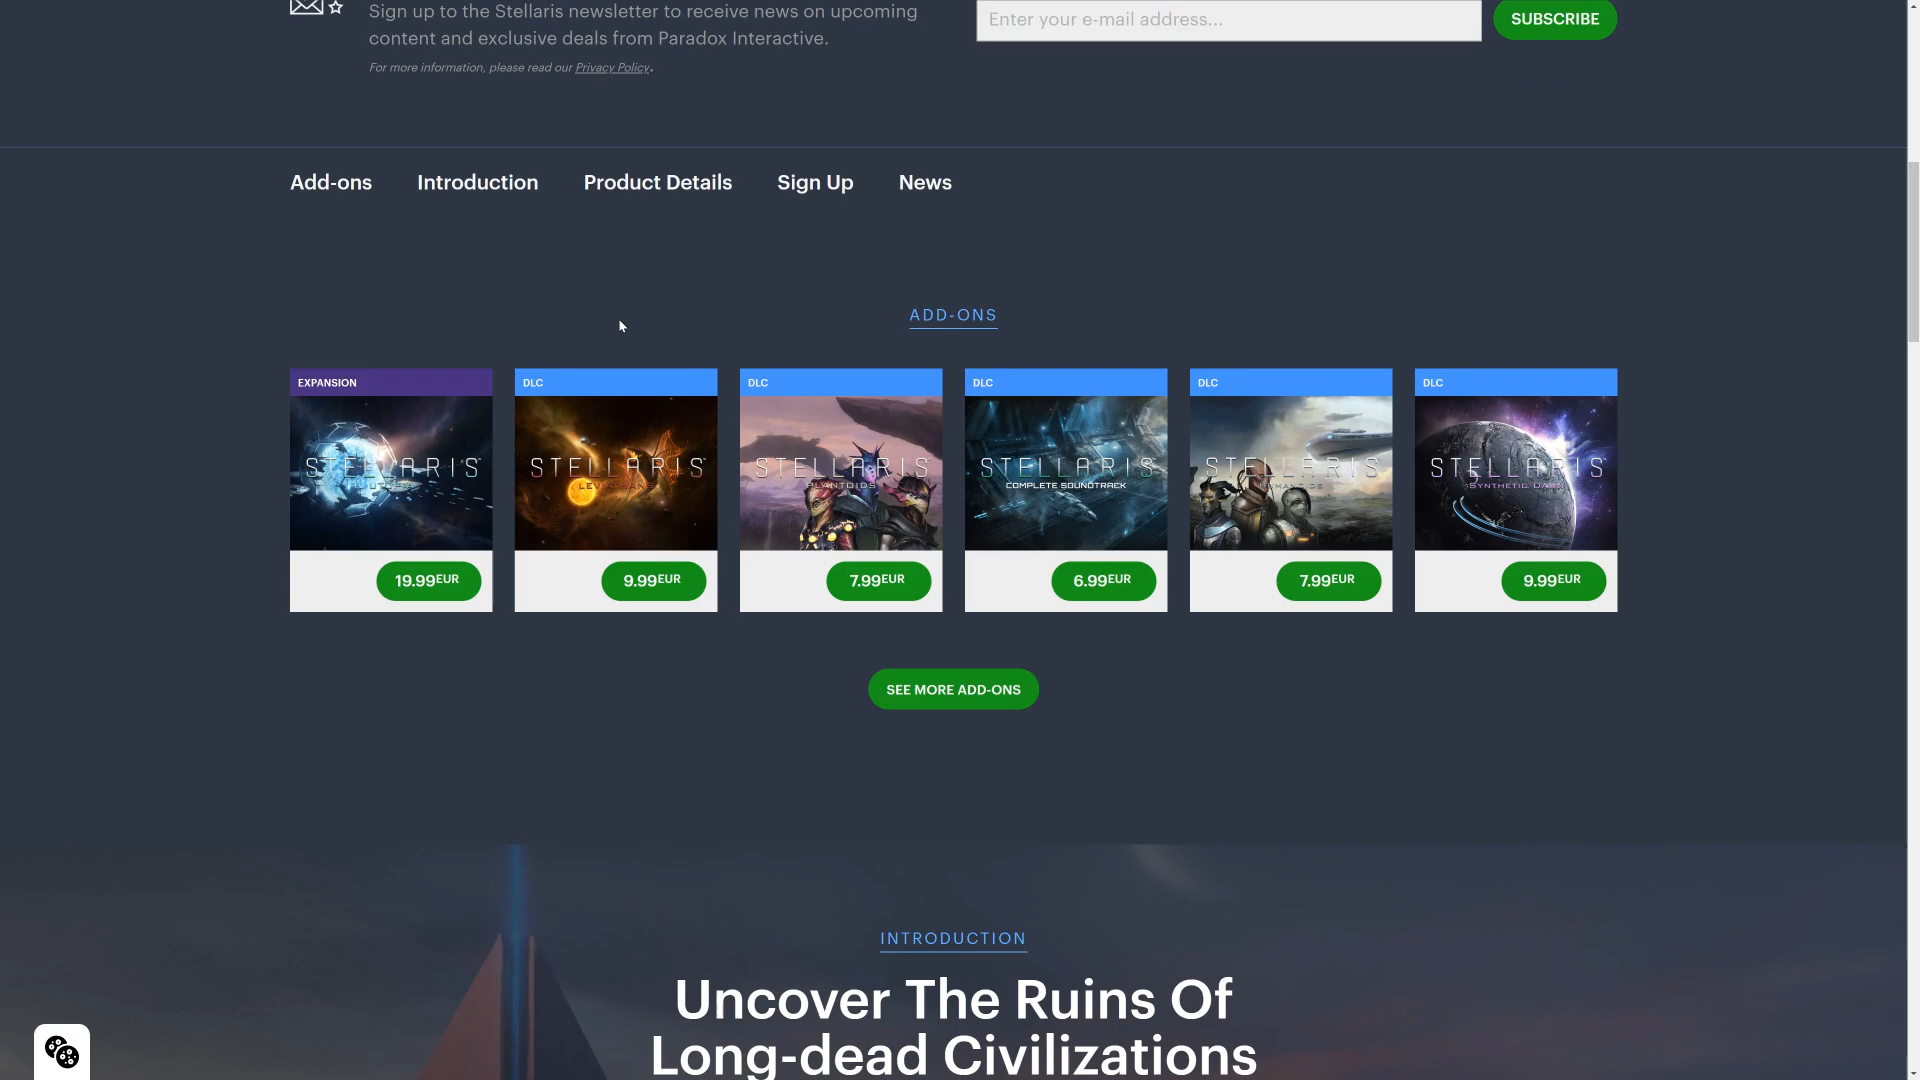 Sign up to the Stellaris newsletter to receive news on upcoming
content and exclusive deals from Paradox Interactive.
For more information, please read our Privacy Policy.
Enter your e-mail address...
SUBSCRIBE
Add-ons
Introduction
Product Details
Sign Up
News
ADD-ONS
EXPANSION
STELLARIS
19.99EUR
DLC
STELLARIS
LEVIATHANS
9.99EUR
DLC
STELLARIS
PLANTOIDS
7.99EUR
DLC
STELLARIS
COMPLETE SOUNDTRACK
6.99EUR
DLC
STELLARIS
HUMANOIDS
7.99EUR
DLC
STELLARIS
SYNTHETIC DAWN
9.99EUR
SEE MORE ADD-ONS
INTRODUCTION
Uncover The Ruins Of
Long-dead Civilizations